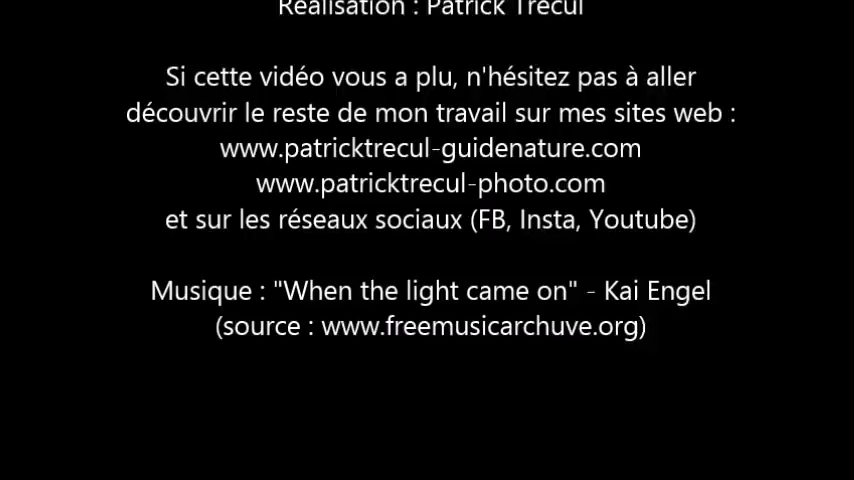 Réalisation : Patrick Trecul
Si cette vidéo vous a plu, n'hésitez pas à aller
découvrir le reste de mon travail sur mes sites web :
www.patricktrecul-guidenature.com
www.patricktrecul-photo.com
et sur les réseaux sociaux (FB, Insta, Youtube)
Musique : "When the light came on" - Kai Engel
(source : www.freemusicarchuve.org)